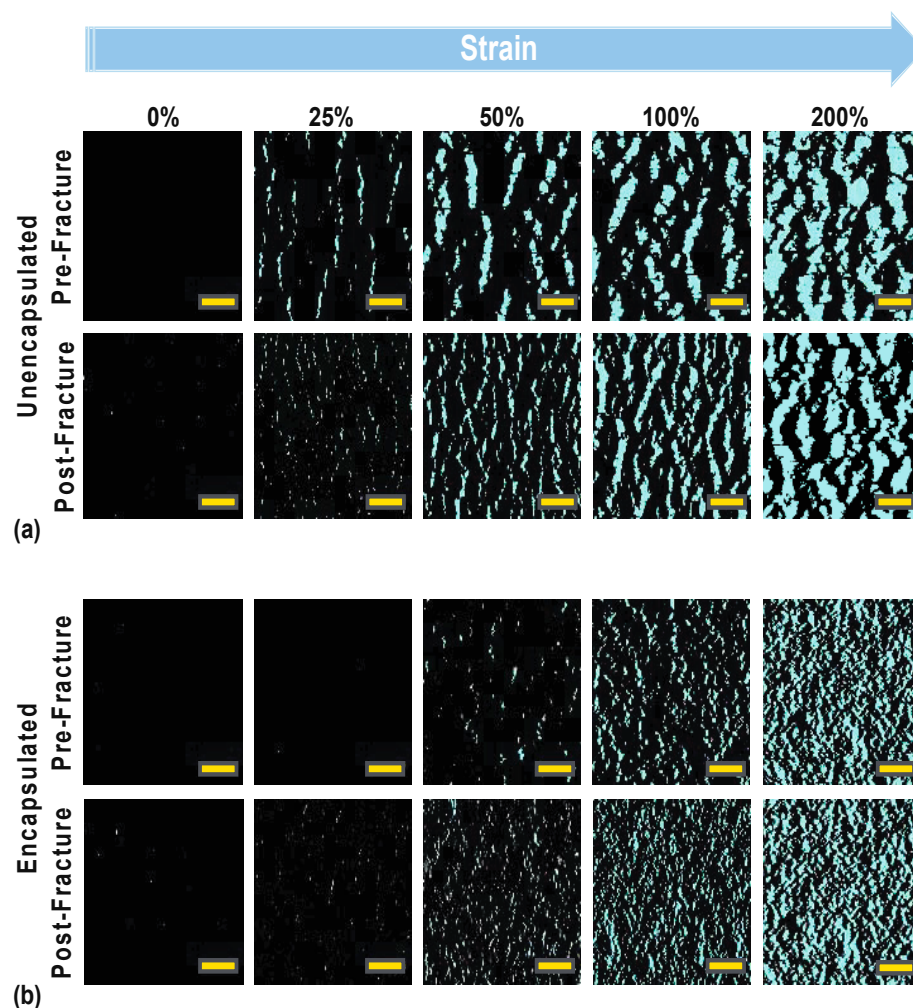 Strain
0% 25% 50% 100% 200%
Unencapsulated
Pre-Fracture
Post-Fracture
(a)
Encapsulated
Pre-Fracture
Post-Fracture
(b)